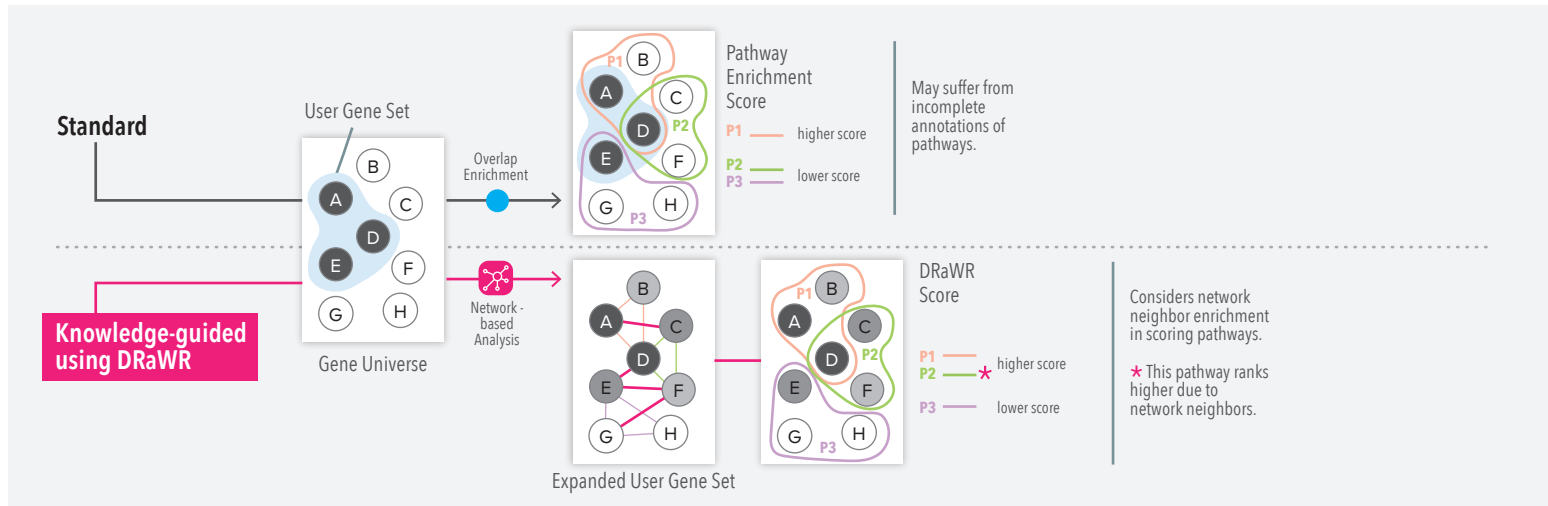 Standard
User Gene Set
B
A
C
D
E
F
G
H
Gene Universe
Overlap
Enrichment
P1
B
A
C
D
P2
E
F
G
H
P3
Pathway
Enrichment
Score
P1
higher score
P2
P3
lower score
May suffer from
incomplete
annotations of
pathways.
Knowledge-guided
using DRaWR
Network -
based
Analysis
B
A
C
D
E
F
G
H
Expanded User Gene Set
P1
B
A
C
D
P2
E
F
G
H
P3
DRaWR
Score
P1
P2
*
higher score
P3
lower score
Considers network
neighbor enrichment
in scoring pathways.
* This pathway ranks
higher due to
network neighbors.